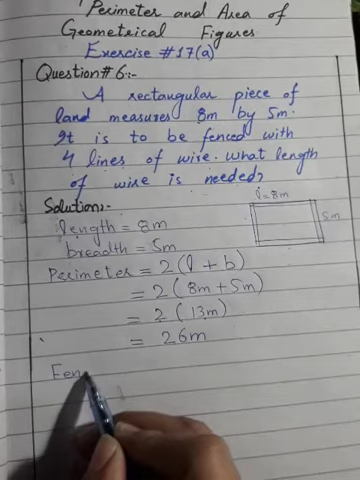 Perimeter and Area of
Geometrical Figures
Exercise #17(a)
Question#6:-
A rectangular piece of
land measures 8m by 5m.
It is to be fenced with
4 lines of wire. what length
of wire is needed?
Solution:-
l=8m
5m
length = 8m
breadth = 5m
Perimeter = 2(l + b)
= 2(8m+5m)
= 2(13m)
= 26m
Fen